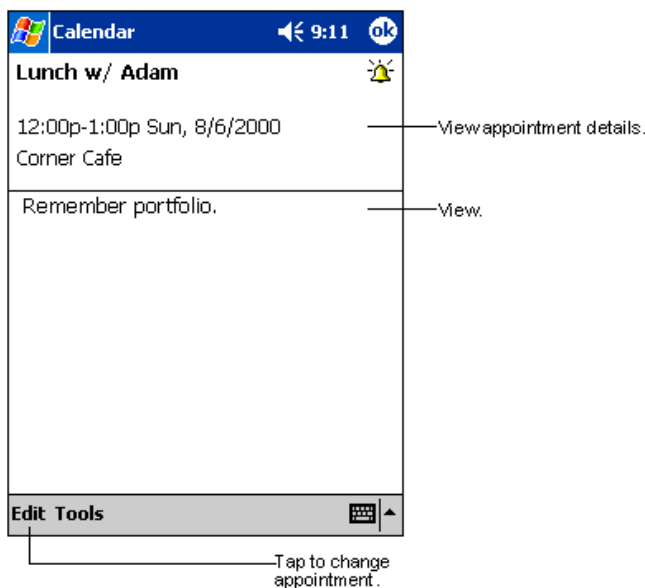 Calendar 9:11 ok
Lunch w/ Adam
12:00p-1:00p Sun, 8/6/2000
View appointment details.
Corner Cafe
Remember portfolio.
View.
Edit Tools
Tap to change
appointment.